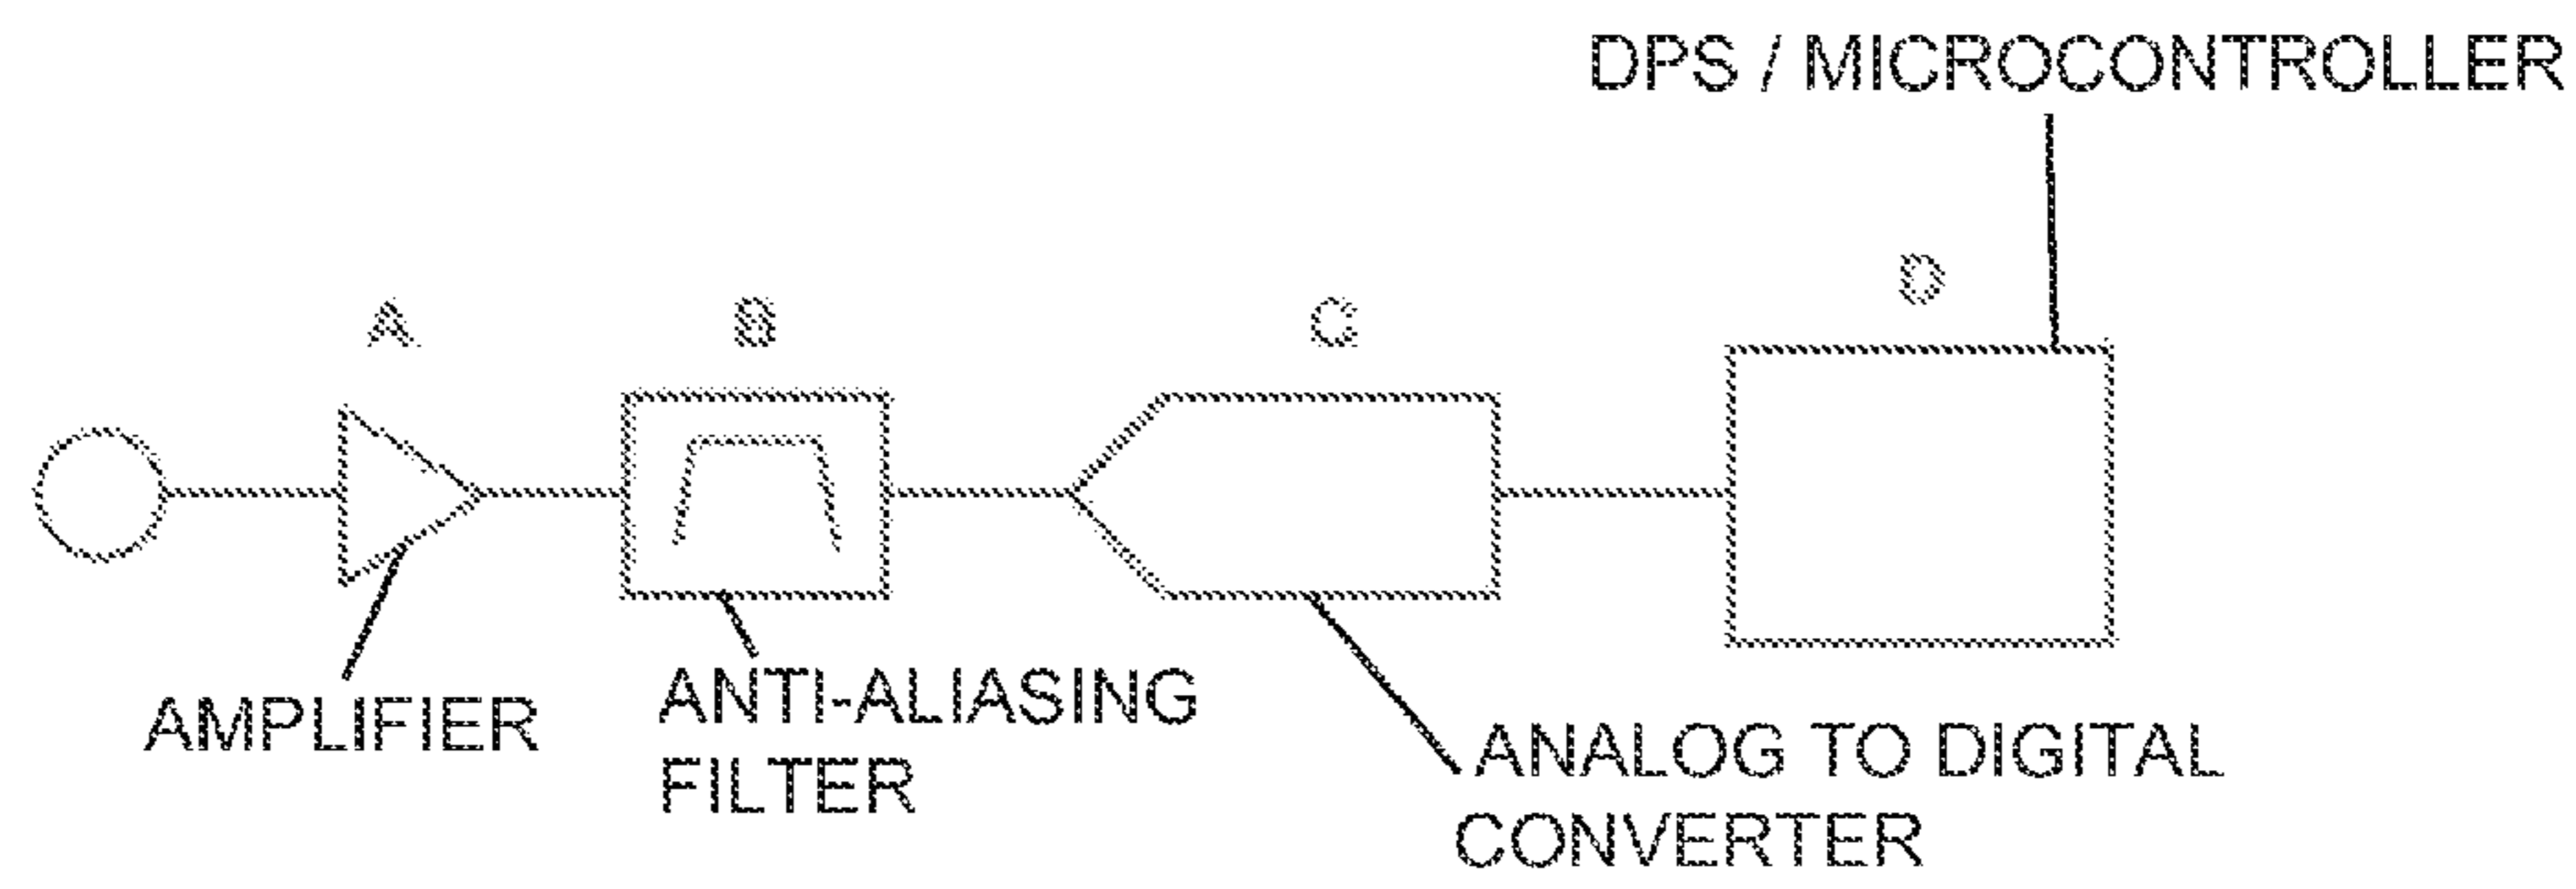 DPS / MICROCONTROLLER
A
B
C
D
AMPLIFIER
ANTI-ALIASING
FILTER
ANALOG TO DIGITAL
CONVERTER